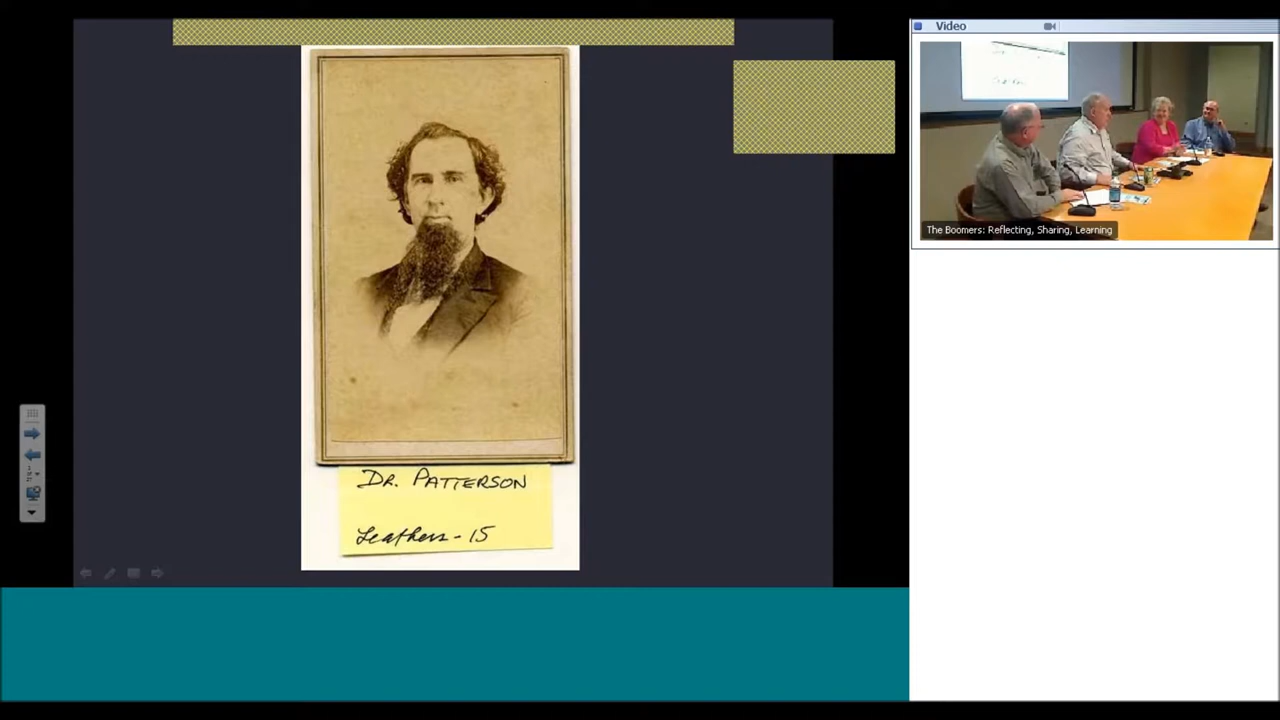 Video
The Boomers: Reflecting, Sharing, Learning
DR. PATTERSON
Leathers - 15